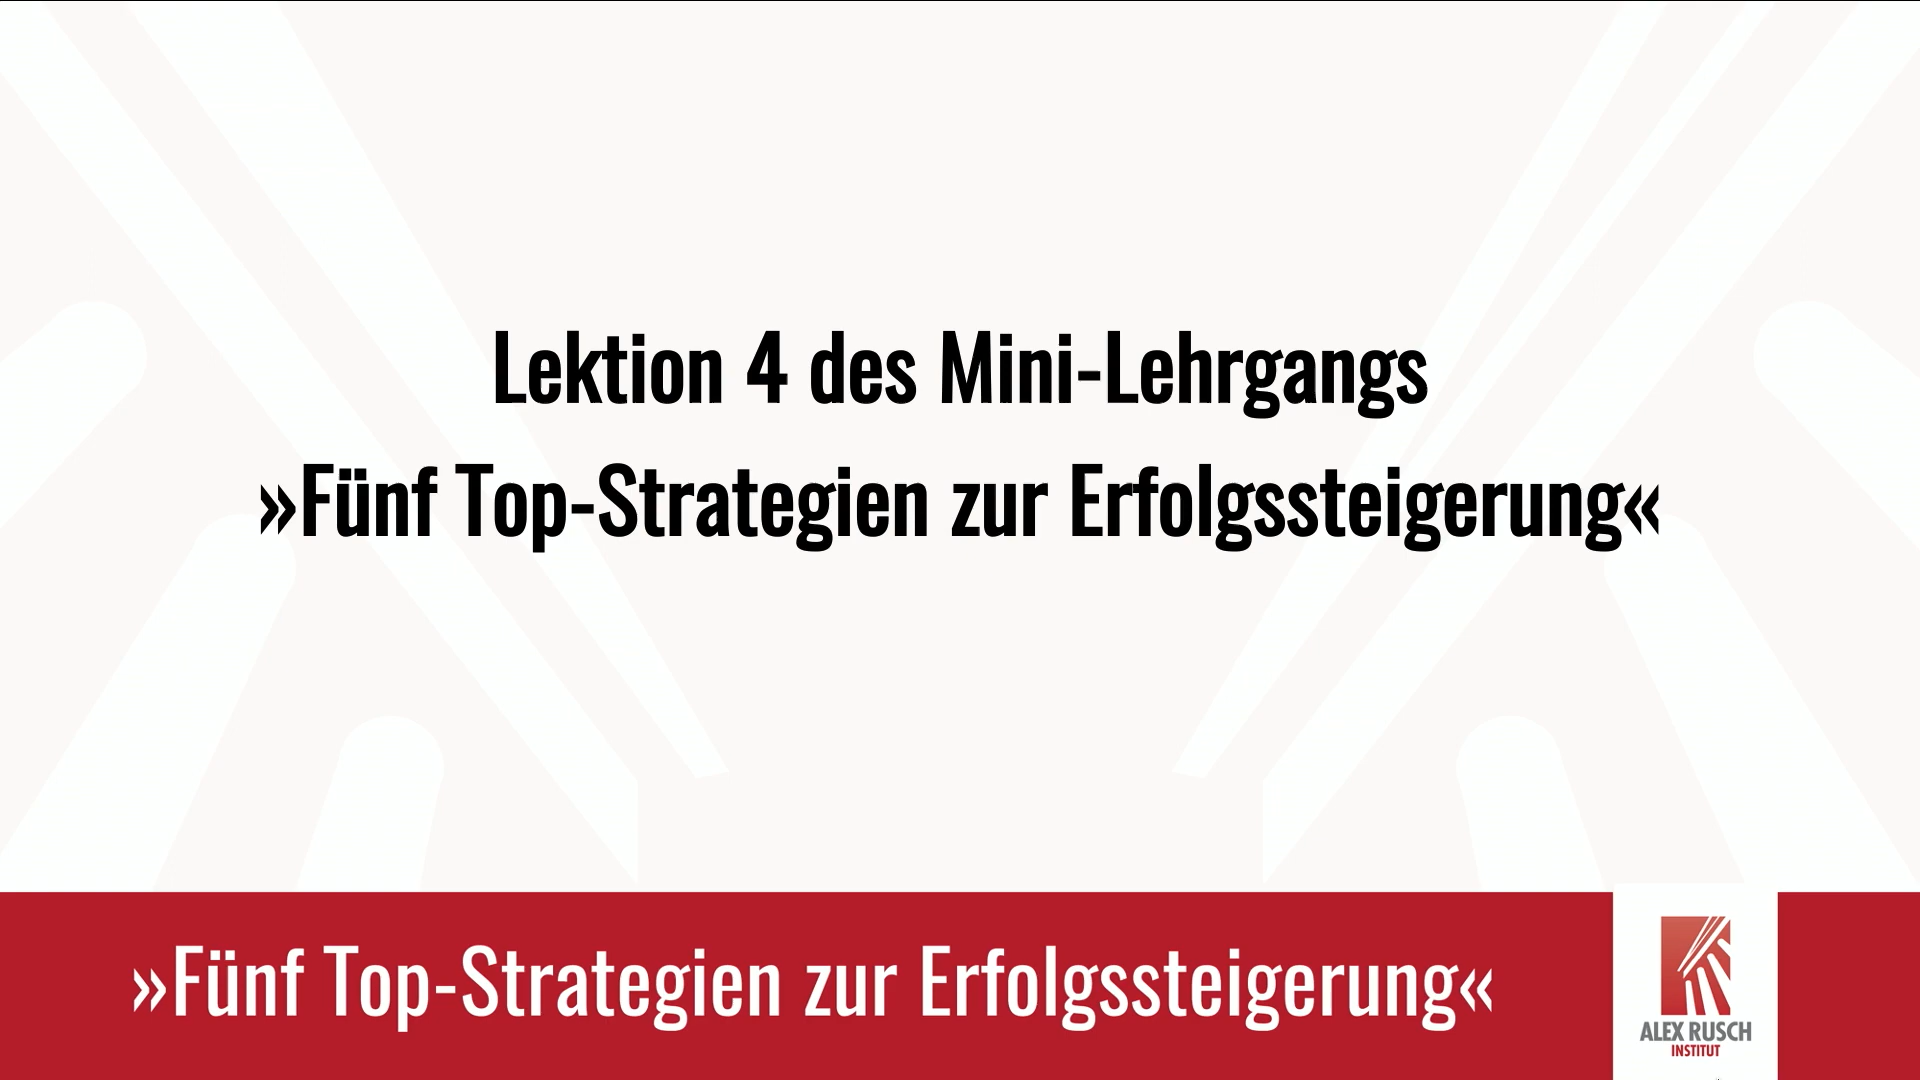 Lektion 4 des Mini-Lehrgangs
»Fünf Top-Strategien zur Erfolgssteigerung«
»Fünf Top-Strategien zur Erfolgssteigerung«
ALEX RUSCH
INSTITUT